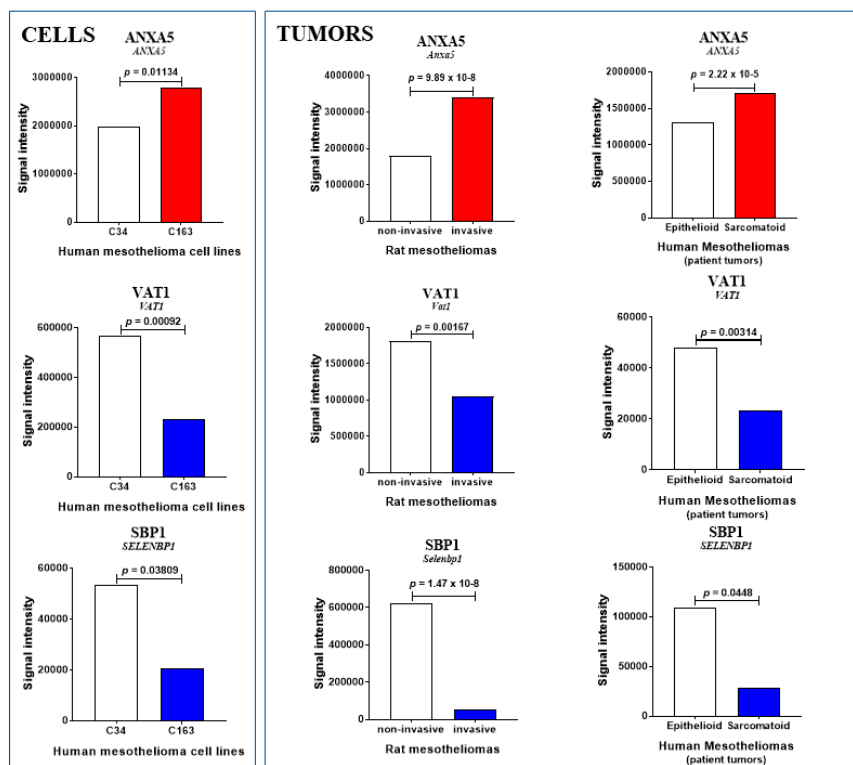 CELLS
ANXA5
ANXA5
p = 0.01134
Signal intensity
3000000
2000000
1000000
0
C34 C163
Human mesothelioma cell lines
VAT1
VAT1
p = 0.00092
Signal intensity
600000
400000
200000
0
C34 C163
Human mesothelioma cell lines
SBP1
SELENBP1
p = 0.03809
Signal intensity
60000
40000
20000
0
C34 C163
Human mesothelioma cell lines
TUMORS
ANXA5
Anxa5
p = 9.89 x 10-8
Signal intensity
4000000
3000000
2000000
1000000
0
non-invasive invasive
Rat mesotheliomas
ANXA5
ANXA5
p = 2.22 x 10-5
Signal intensity
2000000
1500000
1000000
500000
0
Epithelioid Sarcomatoid
Human Mesotheliomas
(patient tumors)
VAT1
Vat1
p = 0.00167
Signal intensity
2000000
1500000
1000000
500000
0
non-invasive invasive
Rat mesotheliomas
VAT1
VAT1
p = 0.00314
Signal intensity
60000
40000
20000
0
Epithelioid Sarcomatoid
Human Mesotheliomas
(patient tumors)
SBP1
Selenbp1
p = 1.47 x 10-8
Signal intensity
800000
600000
400000
200000
0
non-invasive invasive
Rat mesotheliomas
SBP1
SELENBP1
p = 0.0448
Signal intensity
150000
100000
50000
0
Epithelioid Sarcomatoid
Human Mesotheliomas
(patient tumors)